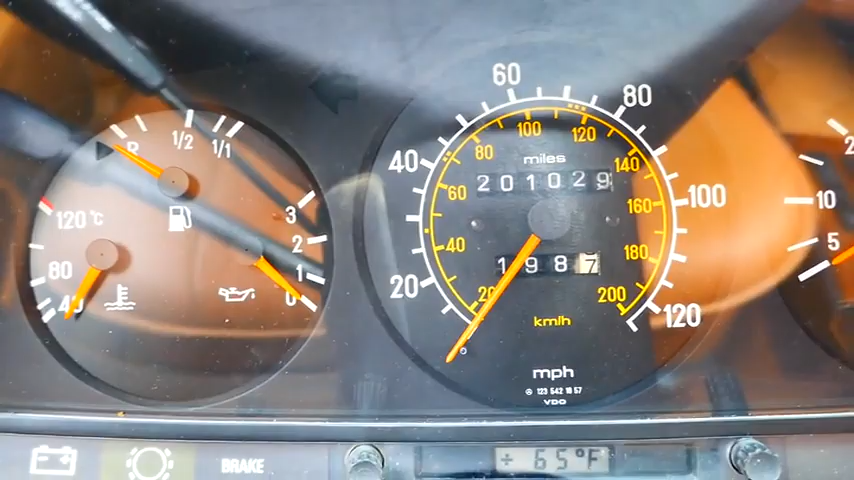 R 1/2 1/1
120 °C
80
40
3
2
1
0
20 40 60 80 100 120
20 40 60 80 100 120 140 160 180 200
miles
201029
1987
km/h
mph
123 542 18 57
VDO
10
5
BRAKE
+ 65°F